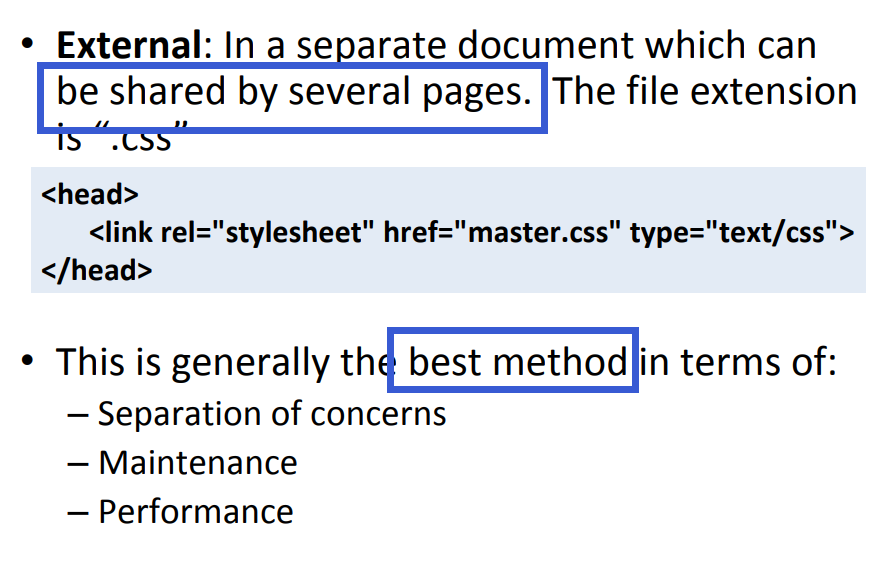 • External: In a separate document which can
be shared by several pages. The file extension
is “.css”
<head>
<link rel="stylesheet" href="master.css" type="text/css">
</head>
• This is generally the best method in terms of:
– Separation of concerns
– Maintenance
– Performance